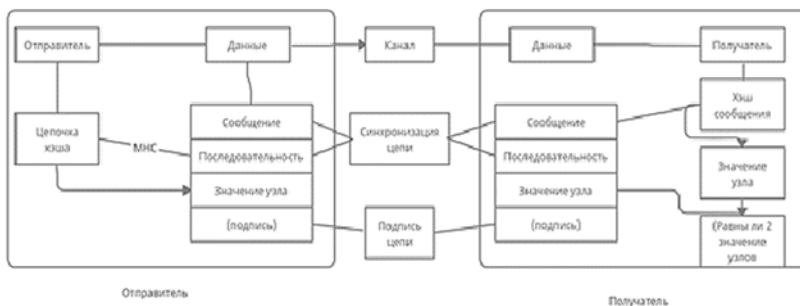 Отправитель
Данные
Канал
Данные
Получатель
Цепочка
хэша
МНС
Сообщение
Последовательность
Значение узла
(подпись)
Синхронизация
цепи
Подпись
цепи
Сообщение
Последовательность
Значение узла
(подпись)
Хэш
сообщения
Значение
узла
(Равны ли 2
значение
узлов
Отправитель
Получатель